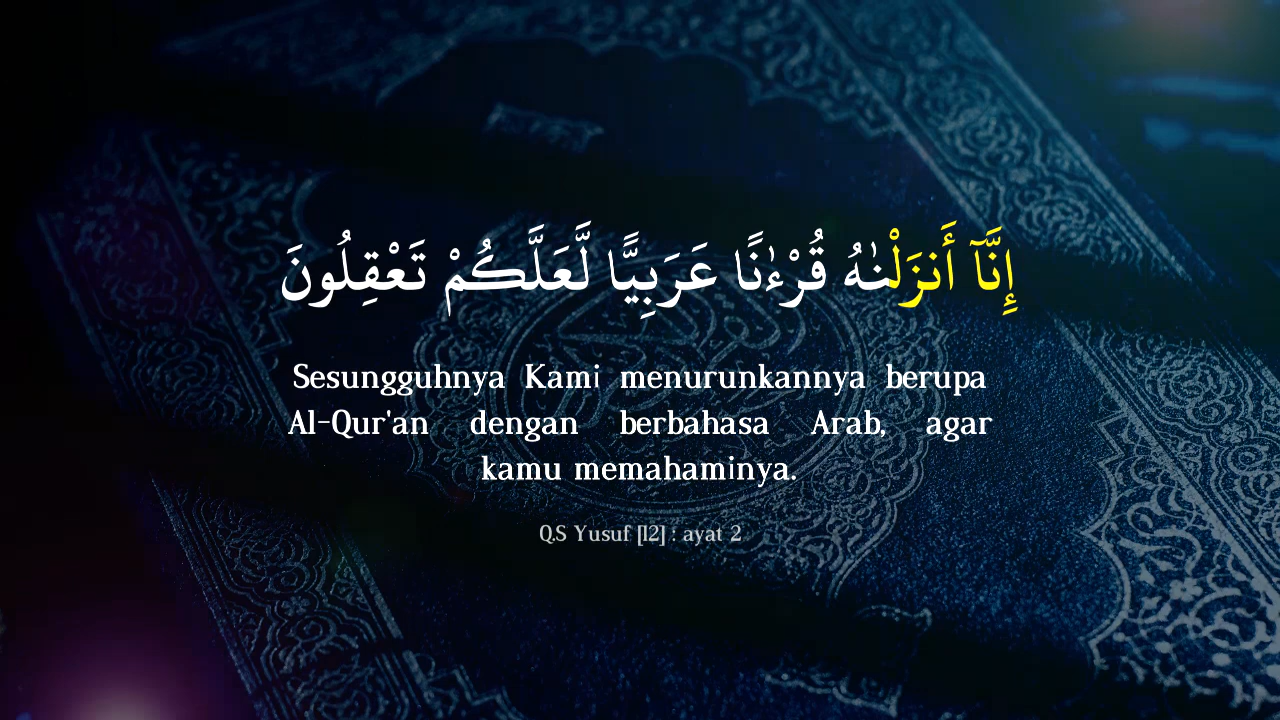 إِنَّآ أَنزَلْنَٰهُ قُرْءَٰنًا عَرَبِيًّا لَّعَلَّكُمْ تَعْقِلُونَ
Sesungguhnya Kami menurunkannya berupa
Al-Qur'an dengan berbahasa Arab, agar
kamu memahaminya.
Q.S Yusuf [12] : ayat 2